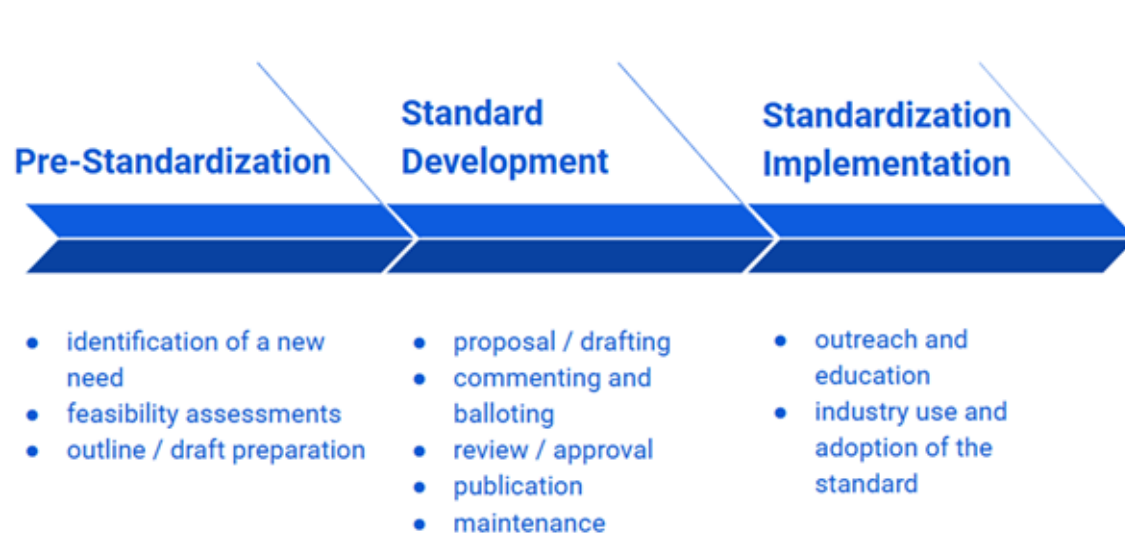 Pre-Standardization
Standard
Development
Standardization
Implementation
● identification of a new
need
● feasibility assessments
● outline / draft preparation
● proposal / drafting
● commenting and
balloting
● review / approval
● publication
● maintenance
● outreach and
education
● industry use and
adoption of the
standard